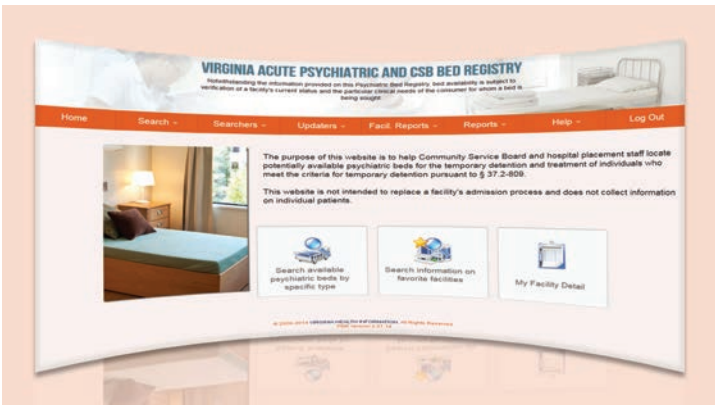 VIRGINIA ACUTE PSYCHIATRIC AND CSB BED REGISTRY
Notwithstanding the information provided on this Psychiatric Bed Registry, bed availability is subject to
verification of a facility's current status and the particular clinical needs of the consumer for whom a bed is
being sought.
Home Search Searchers Updaters Facil. Reports Reports Help Log Out
The purpose of this website is to help Community Service Board and hospital placement staff locate
potentially available psychiatric beds for the temporary detention and treatment of individuals who
meet the criteria for temporary detention pursuant to § 37.2-809.
This website is not intended to replace a facility's admission process and does not collect information
on individual patients.
Search available
psychiatric beds by
specific type
Search information on
favorite facilities
My Facility Detail
VIRGINIA HEALTH INFORMATION. All Rights Reserved